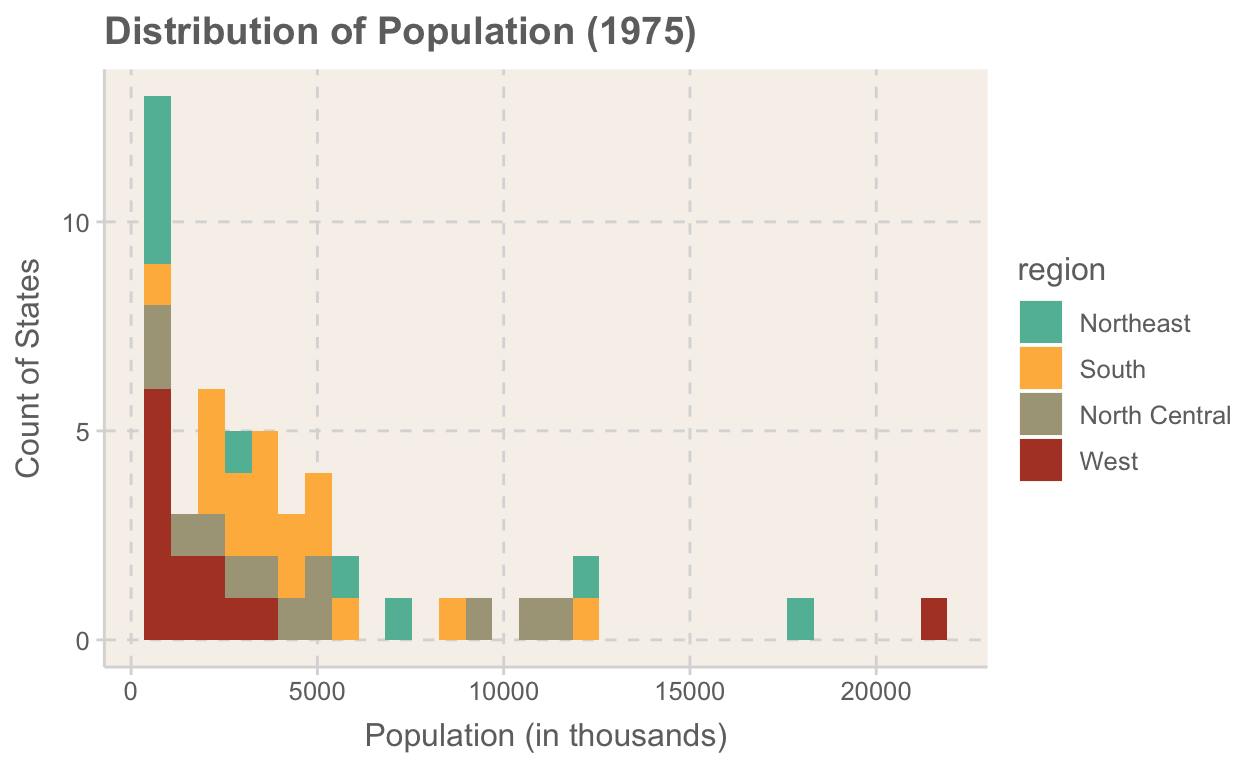 Distribution of Population (1975)
Count of States
10
5
0
0 5000 10000 15000 20000
Population (in thousands)
region
Northeast
South
North Central
West